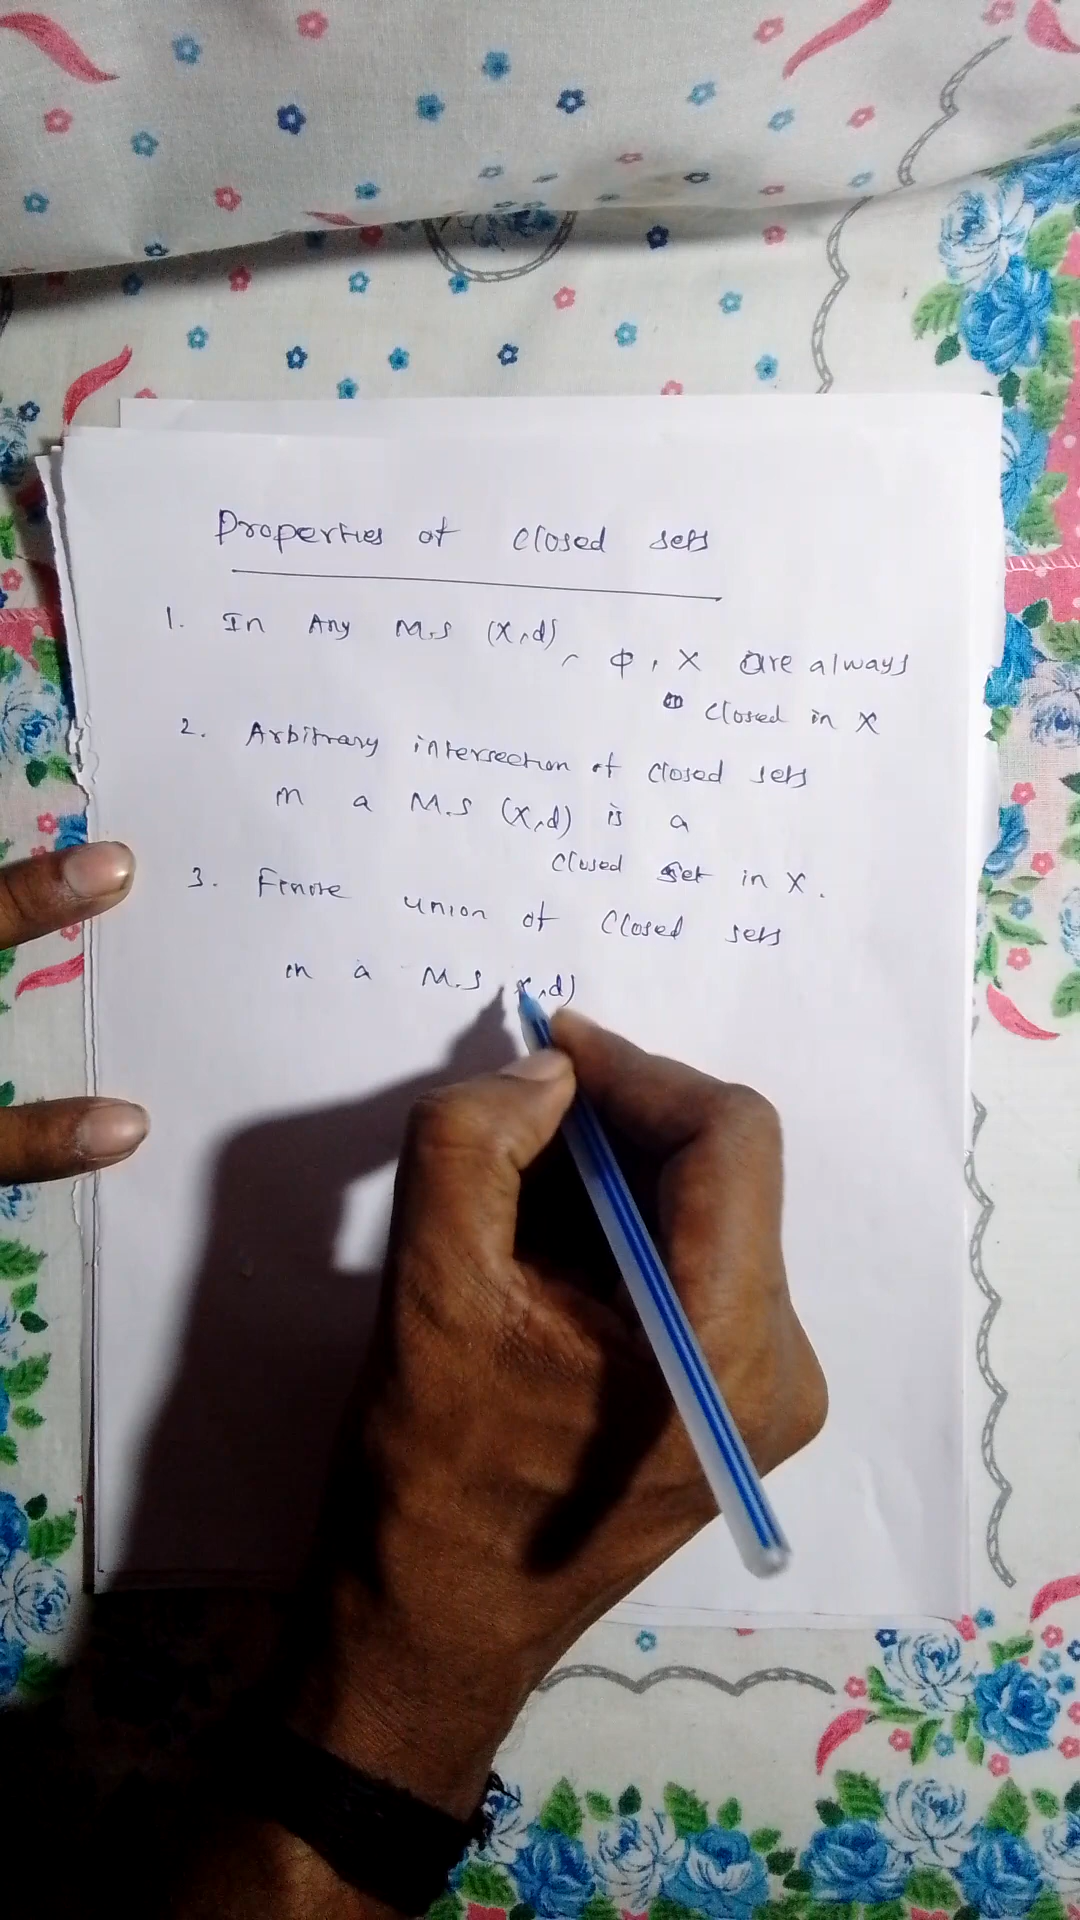 Properties of closed sets
1. In Any M.S (X,d), φ, X are always
closed in X
2. Arbitrary intersection of closed sets
in a M.S (X,d) is a
closed set in X.
3. Finite union of closed sets
in a M.S (X,d)